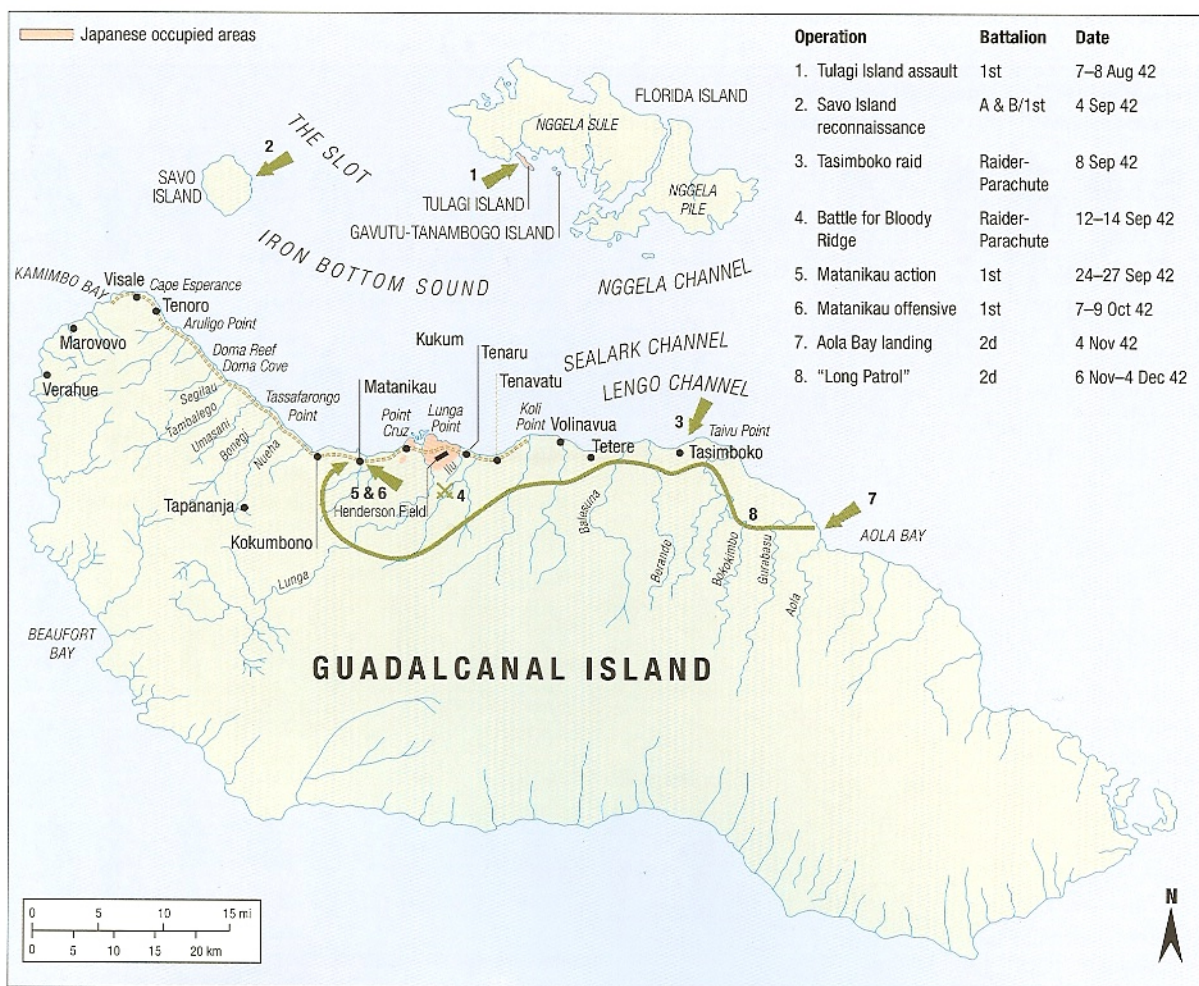 Japanese occupied areas
Operation Battalion Date
1. Tulagi Island assault 1st 7–8 Aug 42
2. Savo Island A & B/1st 4 Sep 42
reconnaissance
3. Tasimboko raid Raider- 8 Sep 42
Parachute
4. Battle for Bloody Raider- 12–14 Sep 42
Ridge Parachute
5. Matanikau action 1st 24–27 Sep 42
6. Matanikau offensive 1st 7–9 Oct 42
7. Aola Bay landing 2d 4 Nov 42
8. “Long Patrol” 2d 6 Nov–4 Dec 42
FLORIDA ISLAND
NGGELA SULE
THE SLOT
2
SAVO
ISLAND
1
NGGELA
PILE
TULAGI ISLAND
GAVUTU-TANAMBOGO ISLAND
IRON BOTTOM SOUND
NGGELA CHANNEL
KAMIMBO BAY
Visale
Cape Esperance
Tenoro
Aruligo Point
Marovovo
Doma Reef
Doma Cove
Verahue
Kukum
Tenaru
SEALARK CHANNEL
Tenavatu
LENGO CHANNEL
Segilau
Tambalego
Umasani
Bonegi
Nueha
Tassafarongo
Point
Matanikau
Point
Cruz
Lunga
Point
Koli
Point
Volinavua
3
Taivu Point
Tetere
Tasimboko
Ilu
5 & 6
4
Henderson Field
Tapananja
Kokumbono
Lunga
Balesuna
Berande
Bokokimbo
Gurabasu
Aola
8
7
AOLA BAY
BEAUFORT
BAY
GUADALCANAL ISLAND
0 5 10 15 mi
0 5 10 15 20 km
N